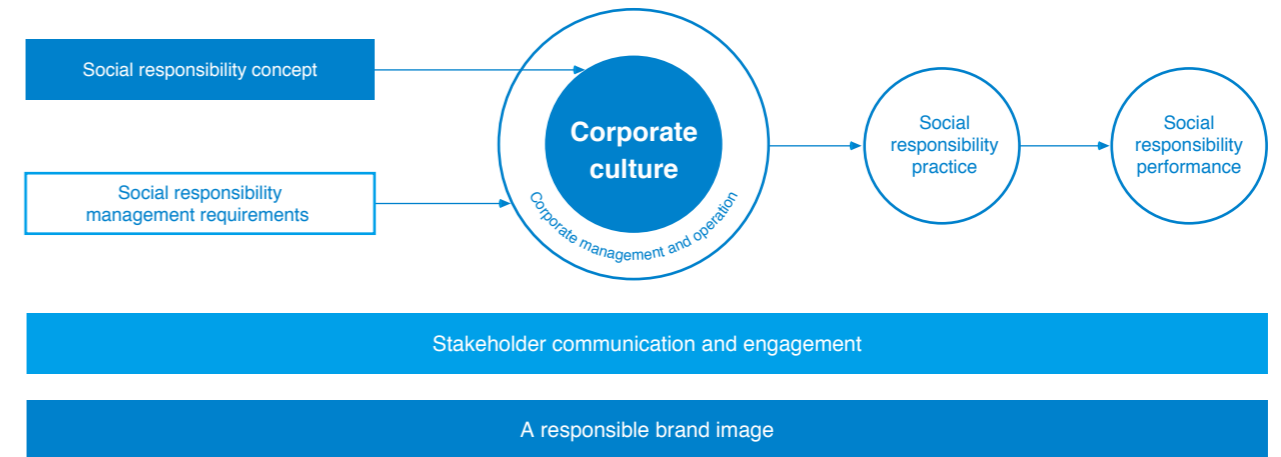 Social responsibility concept
Social responsibility
management requirements
Corporate
culture
Corporate management and operation
Social
responsibility
practice
Social
responsibility
performance
Stakeholder communication and engagement
A responsible brand image